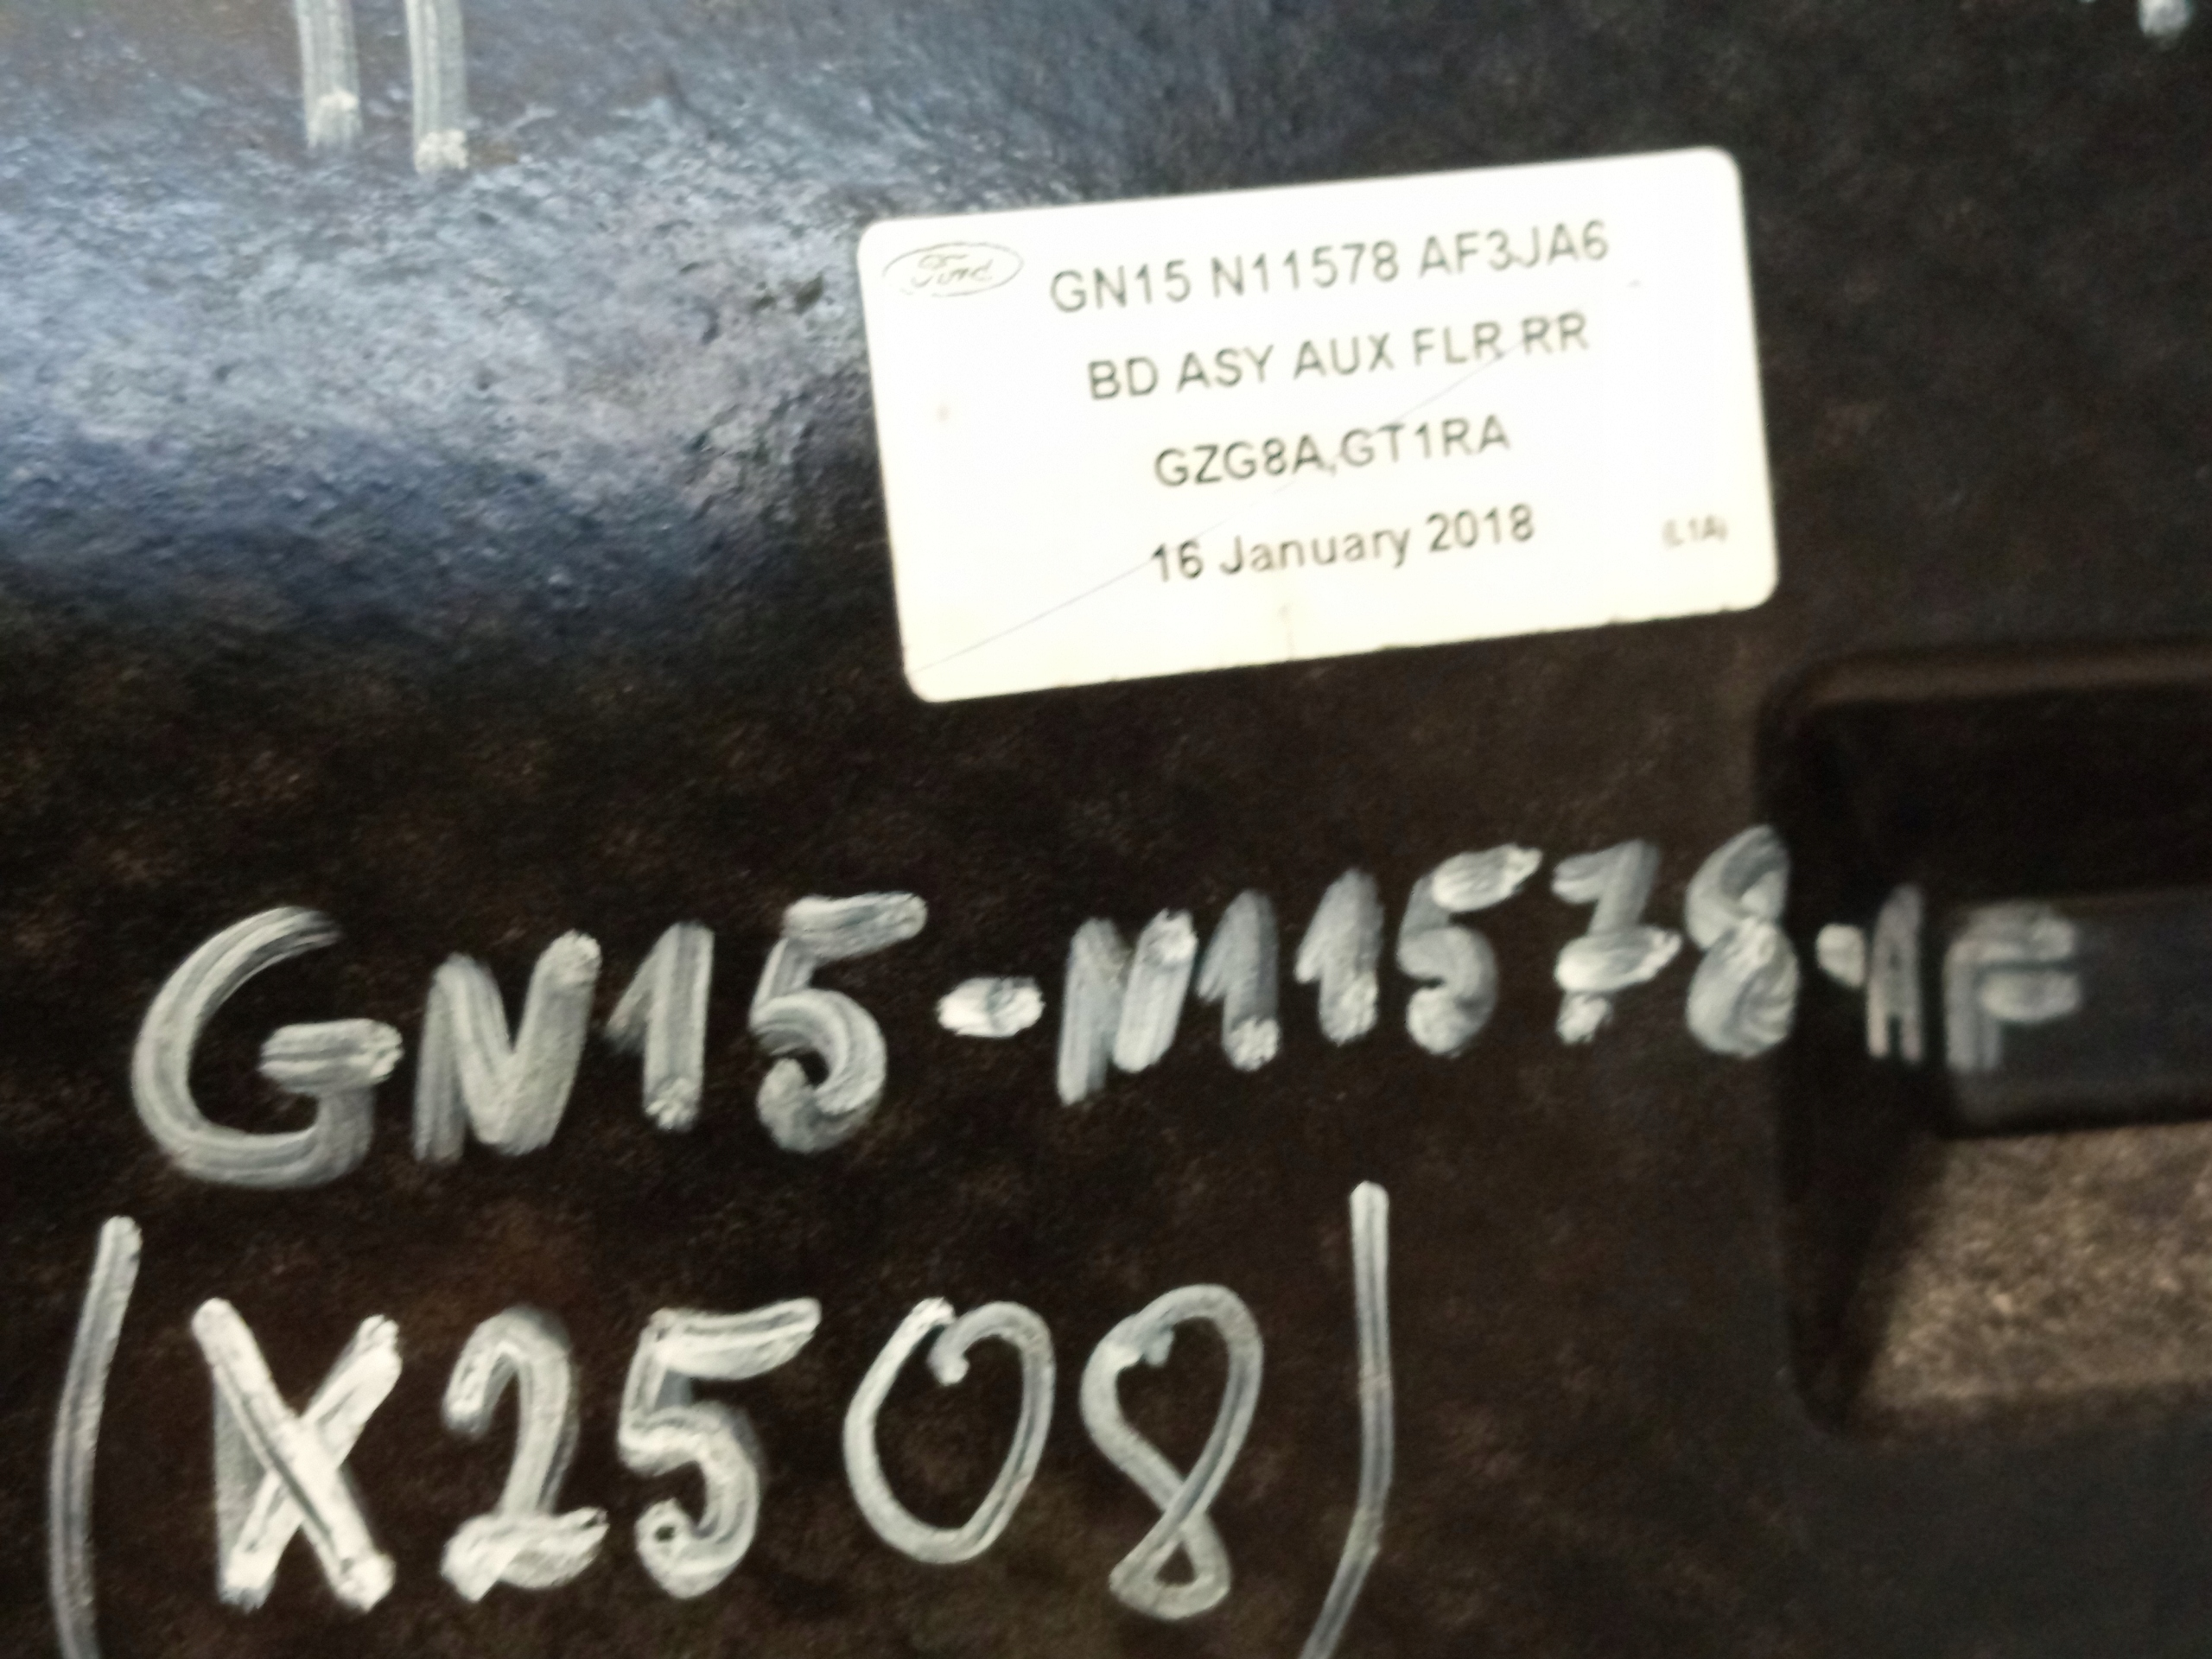 Ford
GN15 N11578 AF3JA6
BD ASY AUX FLR RR
GZG8A,GT1RA
16 January 2018
(L1A)
GN15-N11578-AF
(X2508)